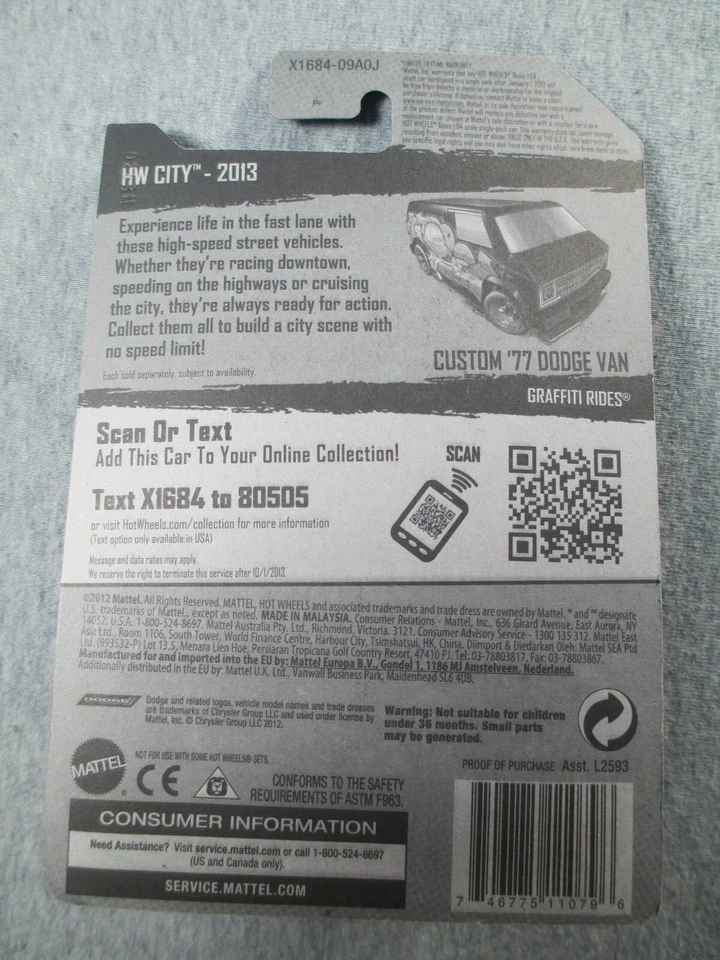 X1684-09A0J
PF
*LIMITED LIFETIME WARRANTY
HW CITY™ - 2013
Experience life in the fast lane with
these high-speed street vehicles.
Whether they're racing downtown,
speeding on the highways or cruising
the city, they're always ready for action.
Collect them all to build a city scene with
no speed limit!
Each sold separately, subject to availability.
CUSTOM '77 DODGE VAN
GRAFFITI RIDES®
Scan Or Text
Add This Car To Your Online Collection!
SCAN
Text X1684 to 80505
or visit HotWheels.com/collection for more information
(Text option only available in USA)
Message and data rates may apply.
We reserve the right to terminate this service after 10/1/2013.
©2012 Mattel. All Rights Reserved. MATTEL, HOT WHEELS and associated trademarks and trade dress are owned by Mattel. ® and ™ designate
U.S. trademarks of Mattel, except as noted. MADE IN MALAYSIA. Consumer Relations - Mattel, Inc., 636 Girard Avenue, East Aurora, NY
14052, U.S.A. 1-800-524-8697. Mattel Australia Pty. Ltd., Richmond, Victoria. 3121. Consumer Advisory Service - 1300 135 312. Mattel East
Asia Ltd., Room 1106, South Tower, World Finance Centre, Harbour City, Tsimshatsui, HK, China. Diimport & Diedarkan Oleh: Mattel SEA Ptd
Ltd. (993532-P) Lot 13.5, Menara Lien Hoe, Persiaran Tropicana Golf Country Resort, 47410 PJ. Tel.:03-78803817, Fax: 03-78803867.
Manufactured for and imported into the EU by: Mattel Europa B.V., Gondel 1, 1186 MJ Amstelveen, Nederland.
Additionally distributed in the EU by: Mattel U.K. Ltd., Vanwall Business Park, Maidenhead SL6 4UB.
DODGE
Dodge and related logos, vehicle model names and trade dresses
are trademarks of Chrysler Group LLC and used under license by
Mattel, Inc. © Chrysler Group LLC 2012.
Warning: Not suitable for children
under 36 months. Small parts
may be generated.
PROOF OF PURCHASE Asst. L2593
MATTEL
NOT FOR USE WITH SOME HOT WHEELS® SETS.
CE
CONFORMS TO THE SAFETY
REQUIREMENTS OF ASTM F963.
CONSUMER INFORMATION
Need Assistance? Visit service.mattel.com or call 1-800-524-8697
(US and Canada only).
SERVICE.MATTEL.COM
7 46775 11079 6